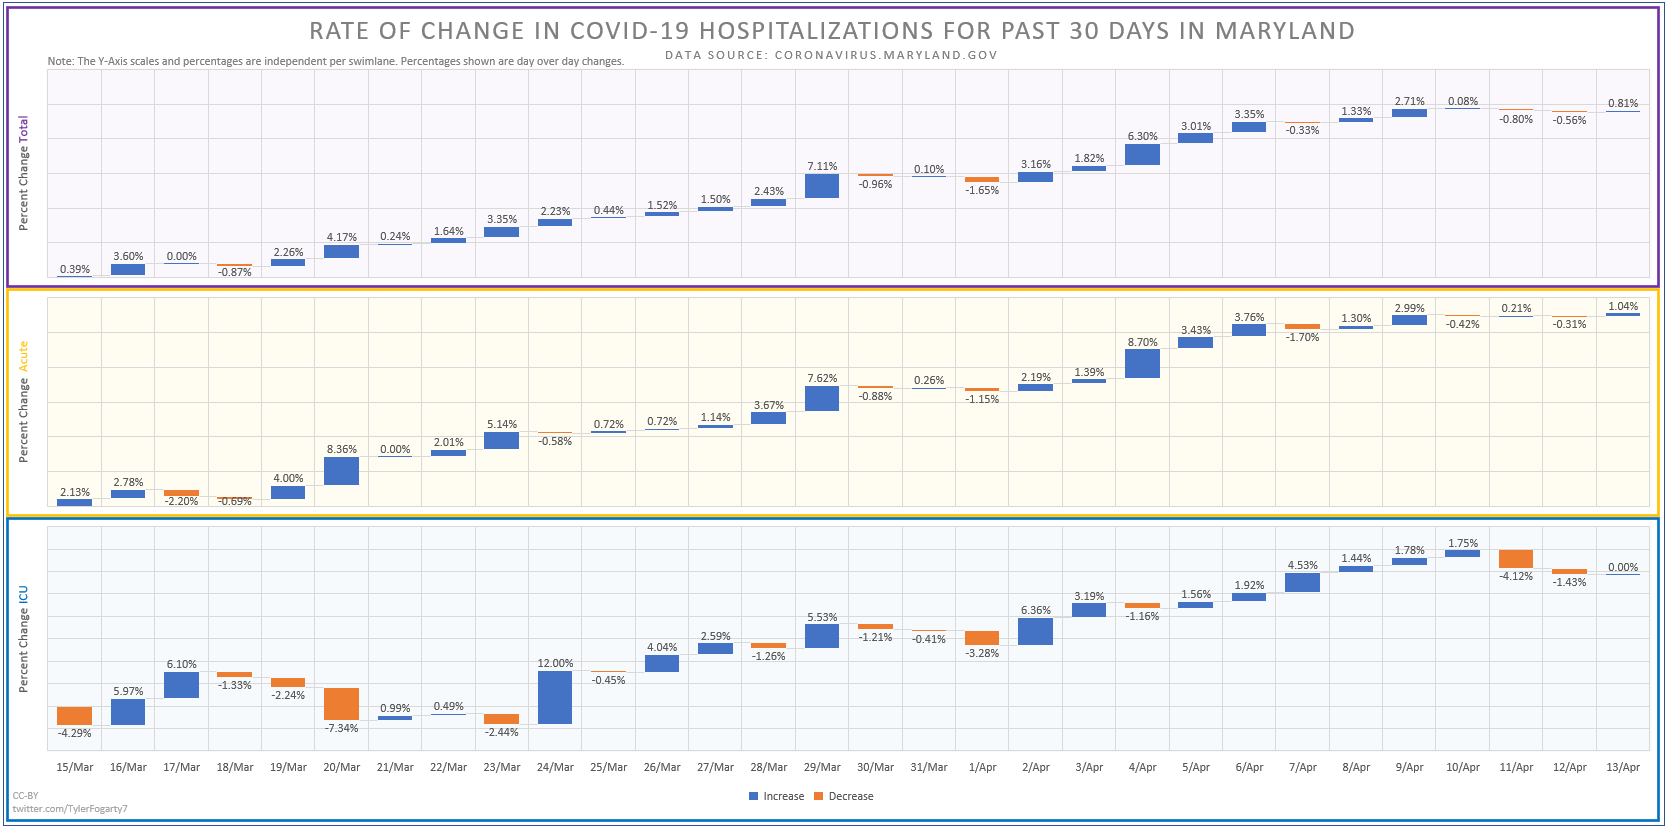 RATE OF CHANGE IN COVID-19 HOSPITALIZATIONS FOR PAST 30 DAYS IN MARYLAND
DATA SOURCE: CORONAVIRUS.MARYLAND.GOV
Note: The Y-Axis scales and percentages are independent per swimlane. Percentages shown are day over day changes.
Percent Change Total
0.39% 3.60% 0.00% -0.87% 2.26% 4.17% 0.24% 1.64% 3.35% 2.23% 0.44% 1.52% 1.50% 2.43% 7.11% -0.96% 0.10% -1.65% 3.16% 1.82% 6.30% 3.01% 3.35% -0.33% 1.33% 2.71% 0.08% -0.80% -0.56% 0.81%
Percent Change Acute
2.13% 2.78% -2.20% -0.69% 4.00% 8.36% 0.00% 2.01% 5.14% -0.58% 0.72% 0.72% 1.14% 3.67% 7.62% -0.88% 0.26% -1.15% 2.19% 1.39% 8.70% 3.43% 3.76% -1.70% 1.30% 2.99% -0.42% 0.21% -0.31% 1.04%
Percent Change ICU
-4.29% 5.97% 6.10% -1.33% -2.24% -7.34% 0.99% 0.49% -2.44% 12.00% -0.45% 4.04% 2.59% -1.26% 5.53% -1.21% -0.41% -3.28% 6.36% 3.19% -1.16% 1.56% 1.92% 4.53% 1.44% 1.78% 1.75% -4.12% -1.43% 0.00%
15/Mar 16/Mar 17/Mar 18/Mar 19/Mar 20/Mar 21/Mar 22/Mar 23/Mar 24/Mar 25/Mar 26/Mar 27/Mar 28/Mar 29/Mar 30/Mar 31/Mar 1/Apr 2/Apr 3/Apr 4/Apr 5/Apr 6/Apr 7/Apr 8/Apr 9/Apr 10/Apr 11/Apr 12/Apr 13/Apr
Increase Decrease
CC-BY
twitter.com/TylerFogarty7